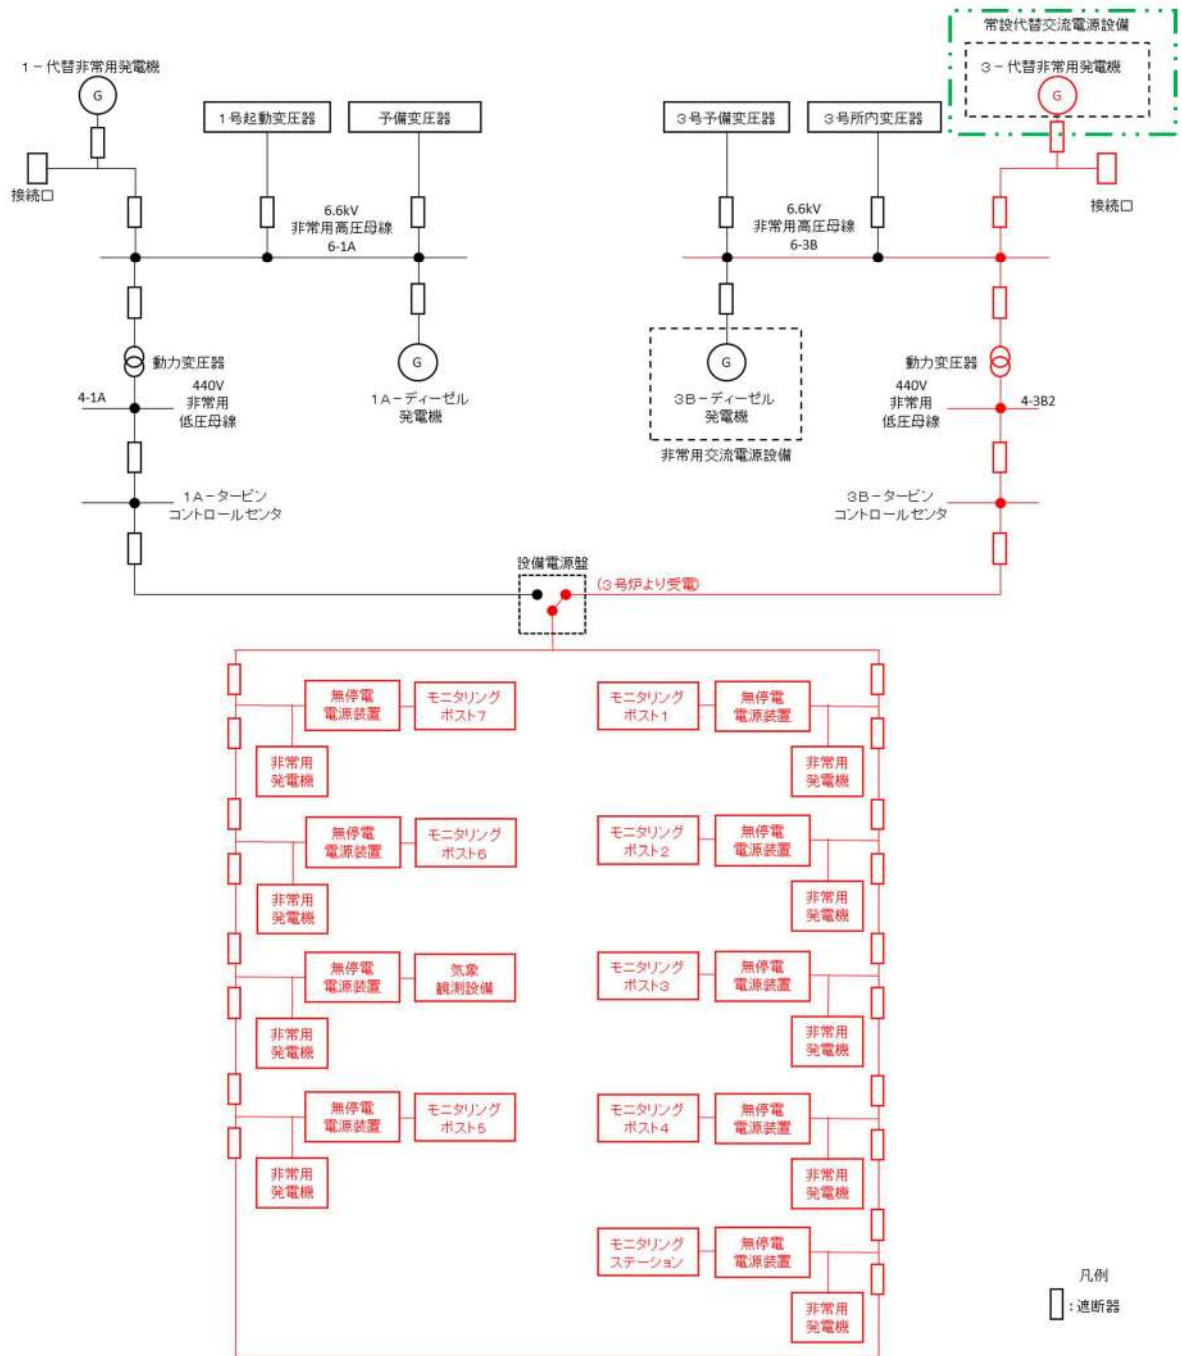 常設代替交流電源設備
1-代替非常用発電機
3-代替非常用発電機
G
G
1号起動変圧器
予備変圧器
3号予備変圧器
3号所内変圧器
接続口
接続口
6.6kV
非常用高圧母線
6-1A
6.6kV
非常用高圧母線
6-3B
動力変圧器
G
1A-ディーゼル
発電機
G
3B-ディーゼル
発電機
非常用交流電源設備
動力変圧器
4-1A
440V
非常用
低圧母線
440V
非常用
低圧母線
4-3B2
1A-タービン
コントロールセンタ
3B-タービン
コントロールセンタ
設備電源盤
(3号炉より受電)
無停電
電源装置
モニタリング
ポスト7
モニタリング
ポスト1
無停電
電源装置
非常用
発電機
非常用
発電機
無停電
電源装置
モニタリング
ポスト6
モニタリング
ポスト2
無停電
電源装置
非常用
発電機
非常用
発電機
無停電
電源装置
気象
観測設備
モニタリング
ポスト3
無停電
電源装置
非常用
発電機
非常用
発電機
無停電
電源装置
モニタリング
ポスト5
モニタリング
ポスト4
無停電
電源装置
非常用
発電機
非常用
発電機
モニタリング
ステーション
無停電
電源装置
非常用
発電機
凡例
:遮断器